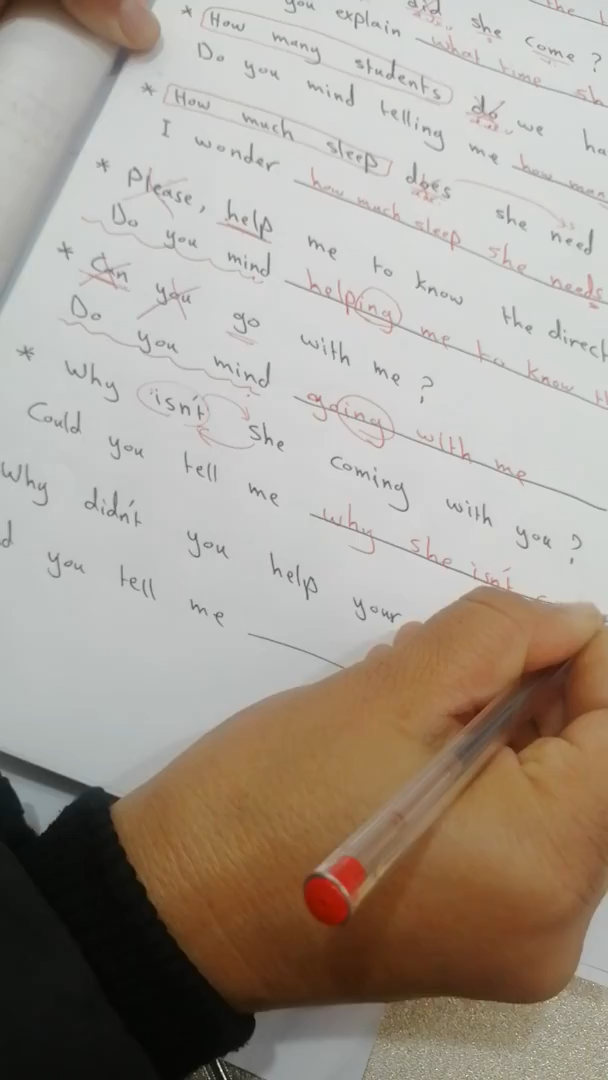 you explain did she come ?
what time sh
* How many students do we ha
Do you mind telling me how man
* How much sleep does she need
I wonder how much sleep she needs
* Please, help me to know the direct
Do you mind helping me to know th
* Can you go with me ?
Do you mind going with me
* Why isn't she coming with you ?
Could you tell me why she isn't c
Why didn't you help your
d you tell me